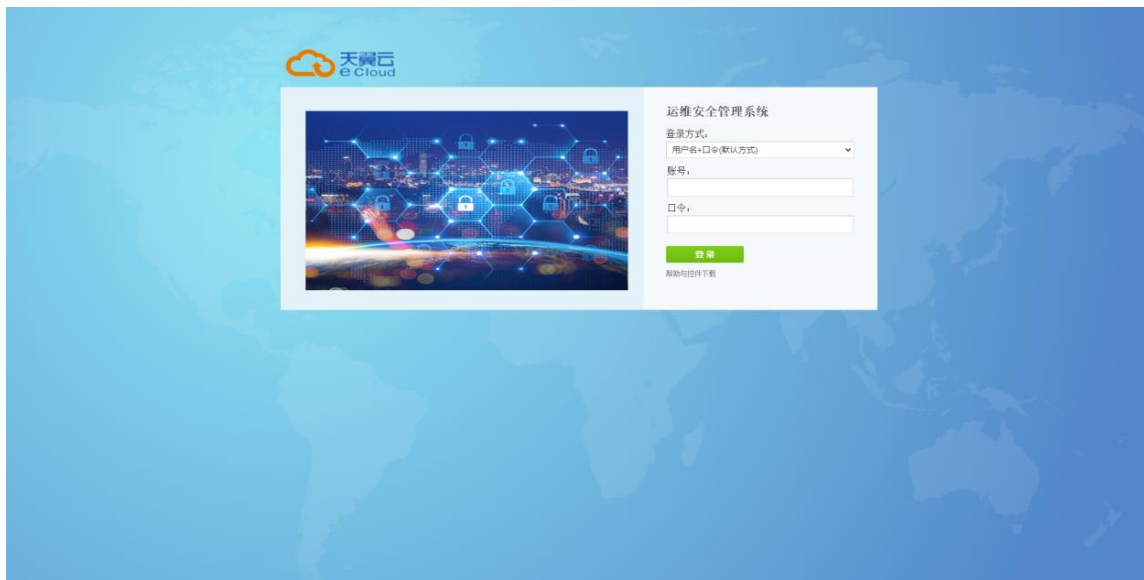 天翼云
e Cloud
运维安全管理系统
登录方式:
用户名+口令(默认方式)
账号:
口令:
登录
帮助与控件下载